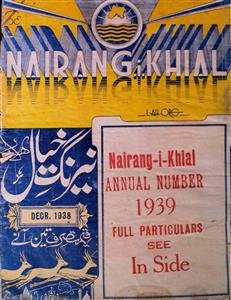 NAIRANG-I-KHIAL
LAHORE
نیرنگ خیال
DECR. 1938
Nairang-i-Khial
ANNUAL NUMBER
1939
FULL PARTICULARS
SEE
In Side